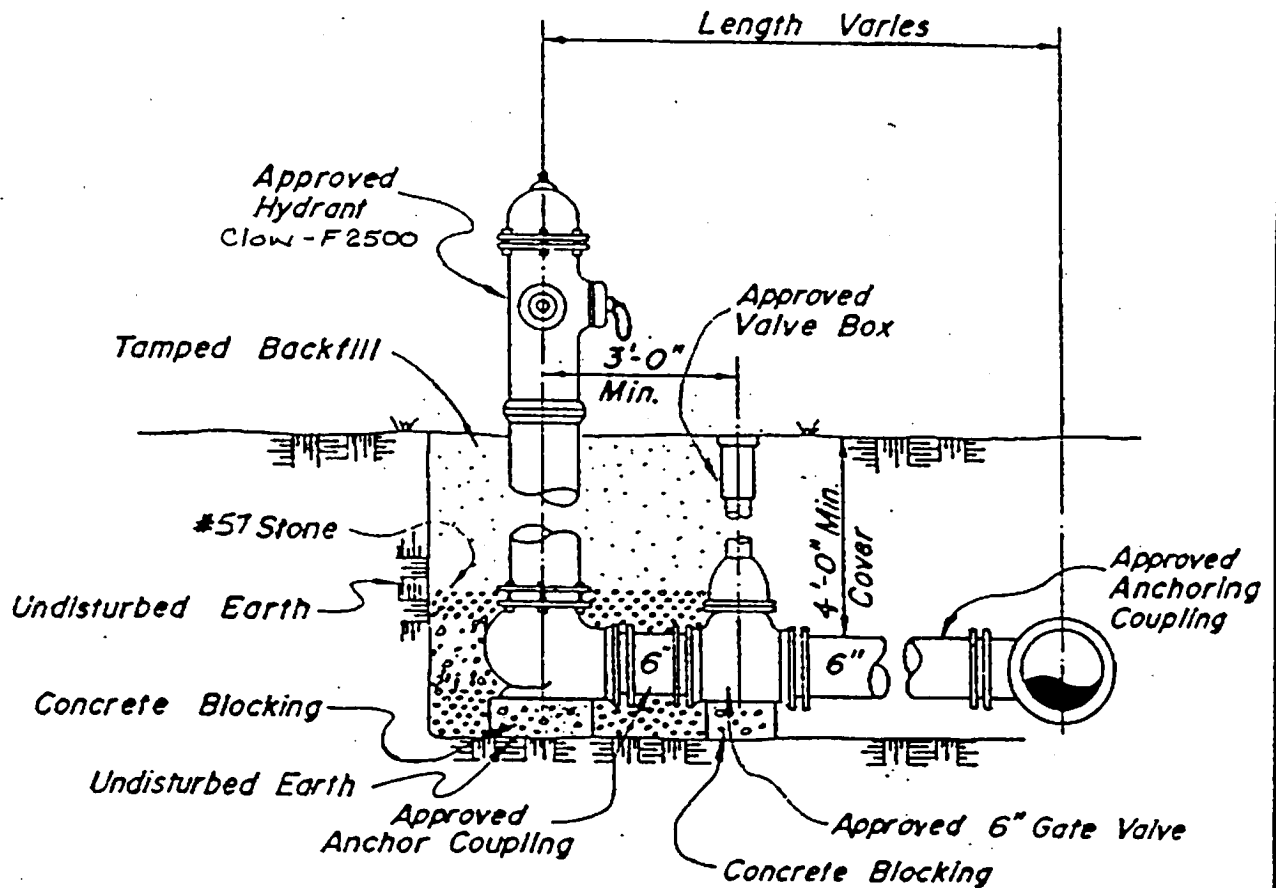 Length Varies
Approved
Hydrant
Clow-F2500
Approved
Valve Box
Tamped Backfill
3'-0"
Min.
#57 Stone
4'-0" Min.
Cover
Approved
Anchoring
Coupling
Undisturbed Earth
6"
6"
Concrete Blocking
Undisturbed Earth
Approved
Anchor Coupling
Approved 6" Gate Valve
Concrete Blocking